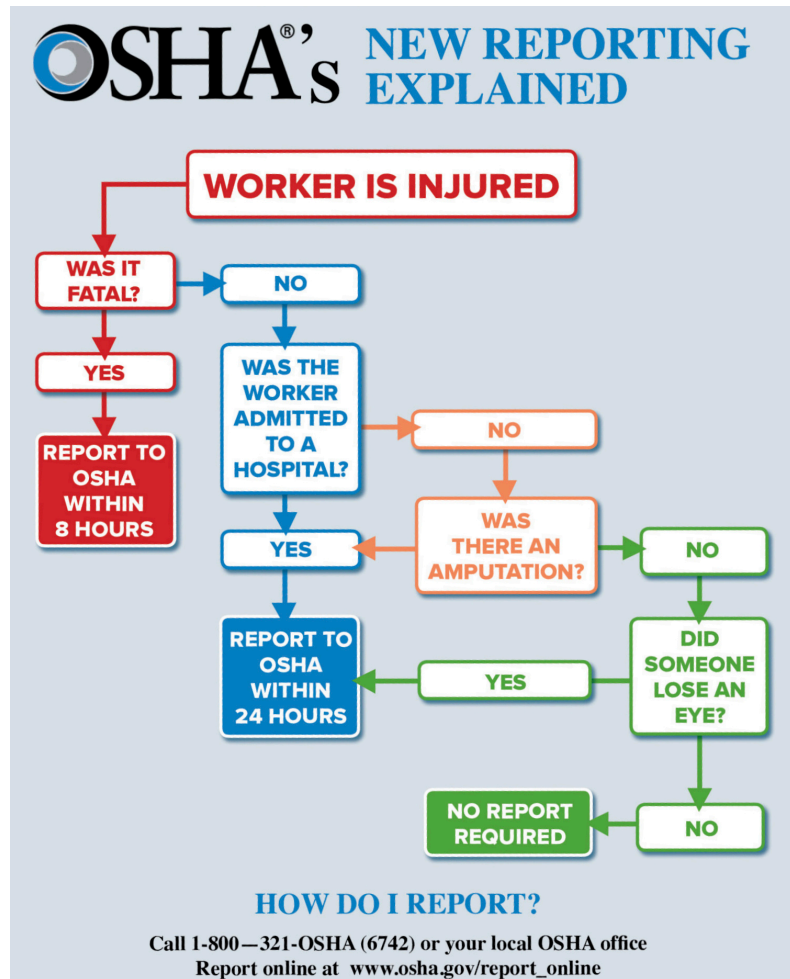 OSHA®'s
NEW REPORTING
EXPLAINED
WORKER IS INJURED
WAS IT
FATAL?
NO
YES
WAS THE
WORKER
ADMITTED
TO A
HOSPITAL?
NO
REPORT TO
OSHA
WITHIN
8 HOURS
WAS
THERE AN
AMPUTATION?
YES
NO
REPORT TO
OSHA
WITHIN
24 HOURS
DID
SOMEONE
LOSE AN
EYE?
YES
NO REPORT
REQUIRED
NO
HOW DO I REPORT?
Call 1-800—321-OSHA (6742) or your local OSHA office
Report online at www.osha.gov/report_online